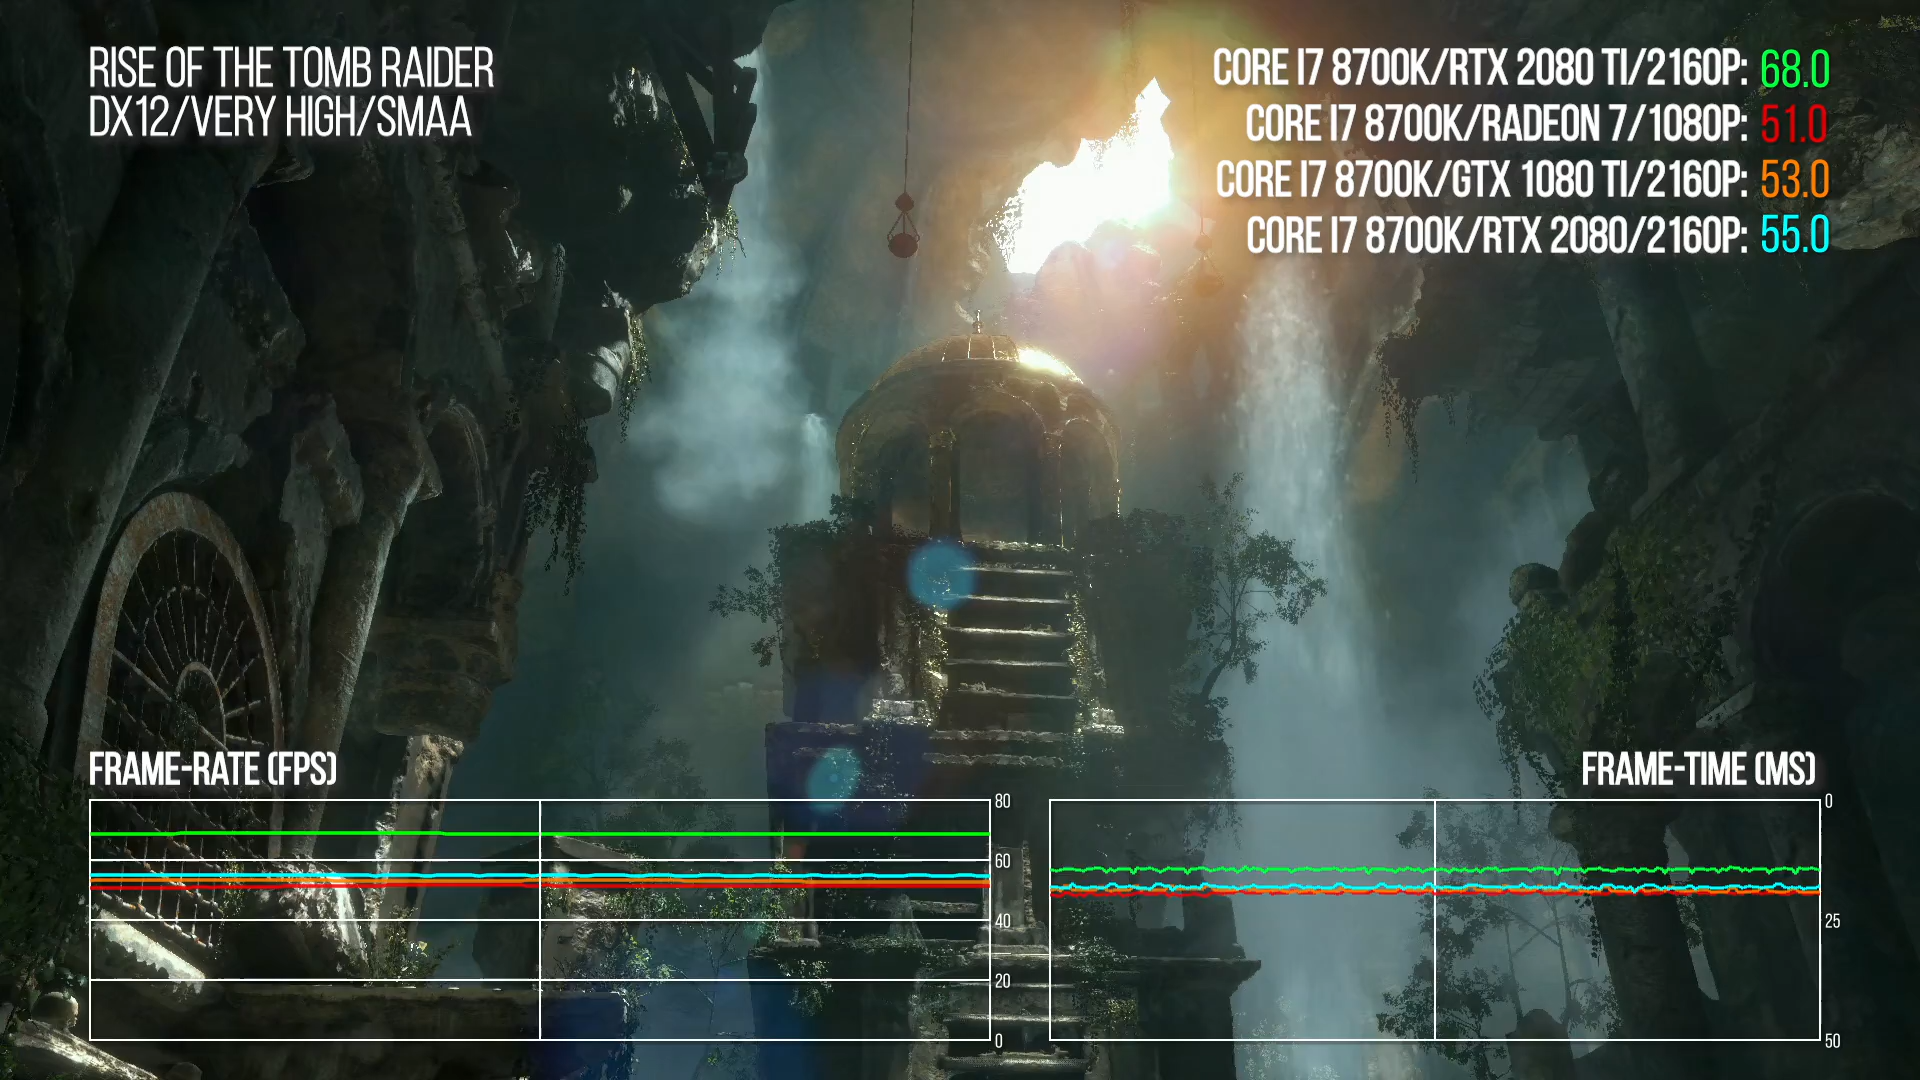 RISE OF THE TOMB RAIDER
DX12/VERY HIGH/SMAA
CORE I7 8700K/RTX 2080 TI/2160P: 68.0
CORE I7 8700K/RADEON 7/1080P: 51.0
CORE I7 8700K/GTX 1080 TI/2160P: 53.0
CORE I7 8700K/RTX 2080/2160P: 55.0
FRAME-RATE (FPS)
80
60
40
20
0
FRAME-TIME (MS)
0
25
50